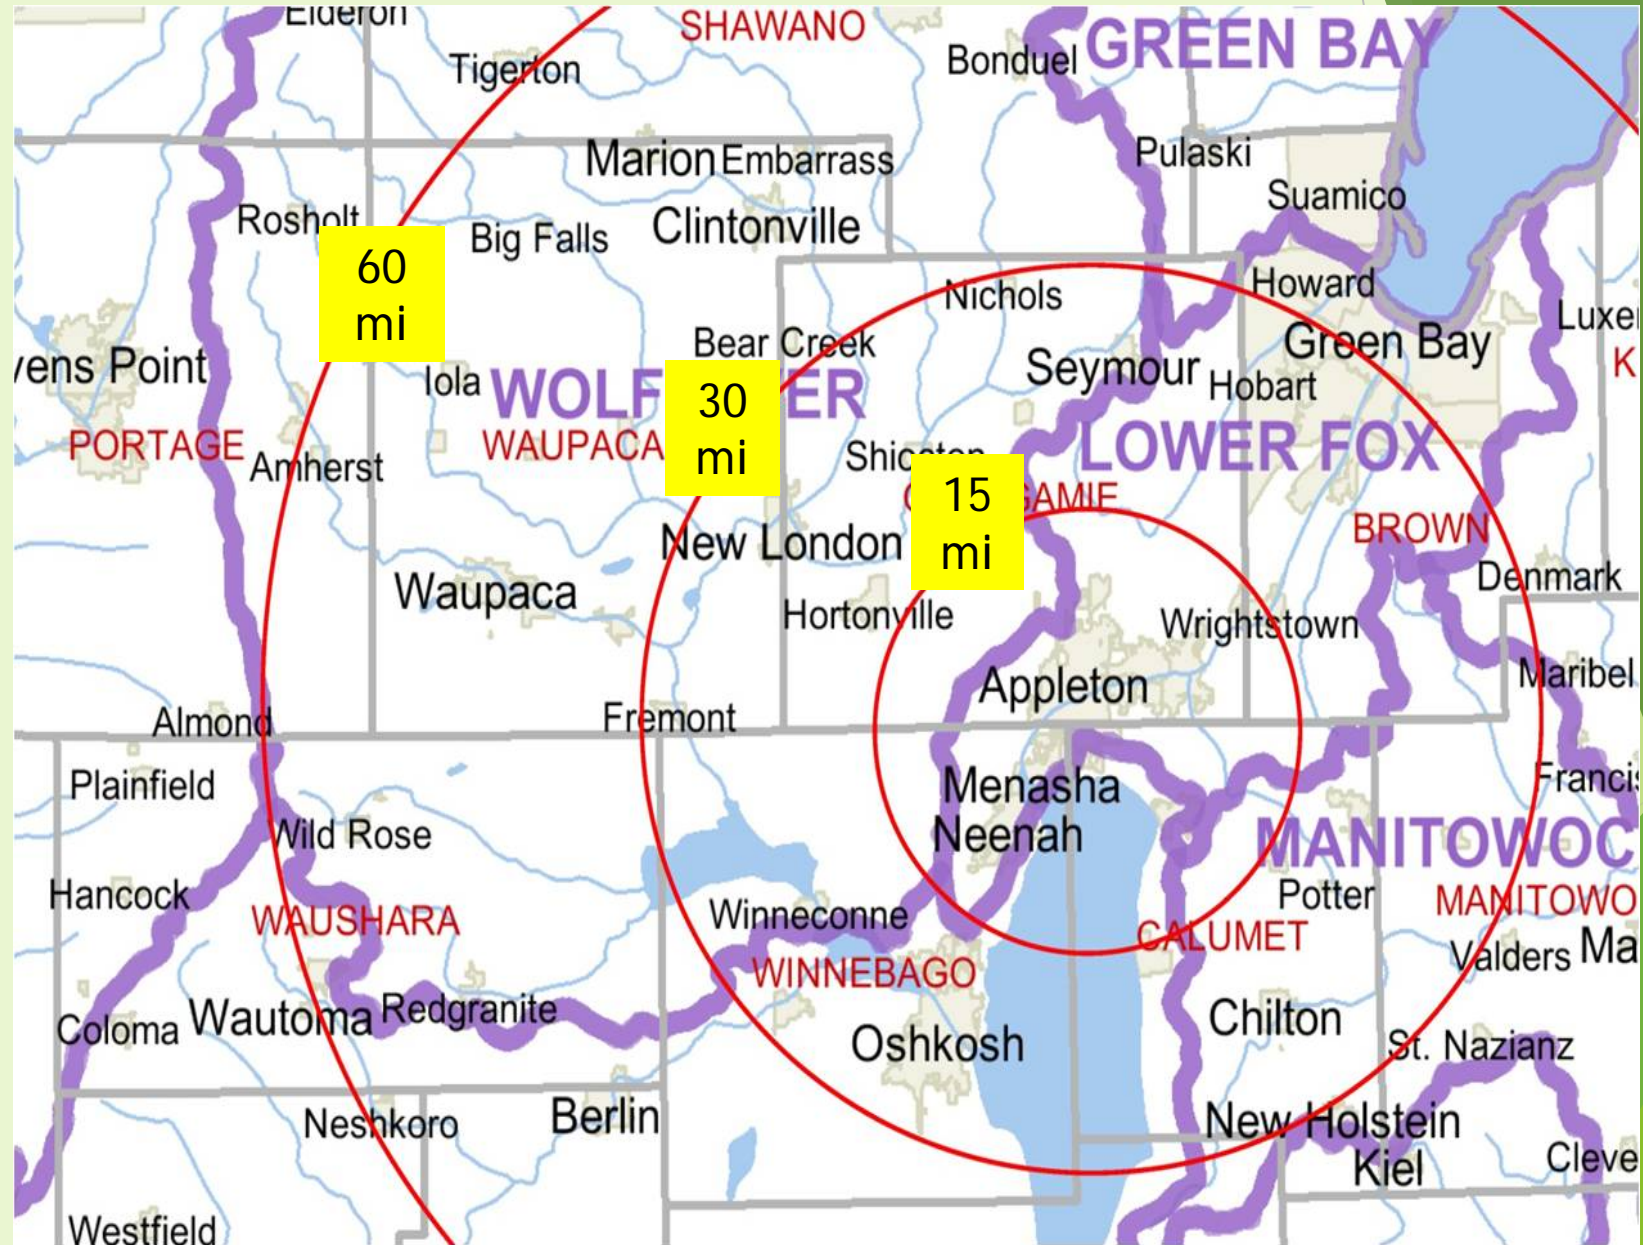 Elderon
SHAWANO
Bonduel
GREEN BAY
Tigerton
Marion
Embarrass
Pulaski
Suamico
Rosholt
Big Falls
Clintonville
60
mi
Nichols
Howard
Luxe
Bear Creek
Green Bay
K
vens Point
Iola
WOLF
ER
30
mi
Seymour
Hobart
PORTAGE
Amherst
WAUPACA
LOWER FOX
15
mi
GAMIE
BROWN
New London
Denmark
Waupaca
Hortonville
Wrightstown
Appleton
Maribel
Almond
Fremont
Plainfield
Menasha
Francis
Wild Rose
Neenah
MANITOWOC
Hancock
WAUSHARA
Winneconne
Potter
MANITOWO
CALUMET
Valders
Ma
WINNEBAGO
Coloma
Wautoma
Redgranite
Oshkosh
Chilton
St. Nazianz
Neshkoro
Berlin
New Holstein
Kiel
Cleve
Westfield